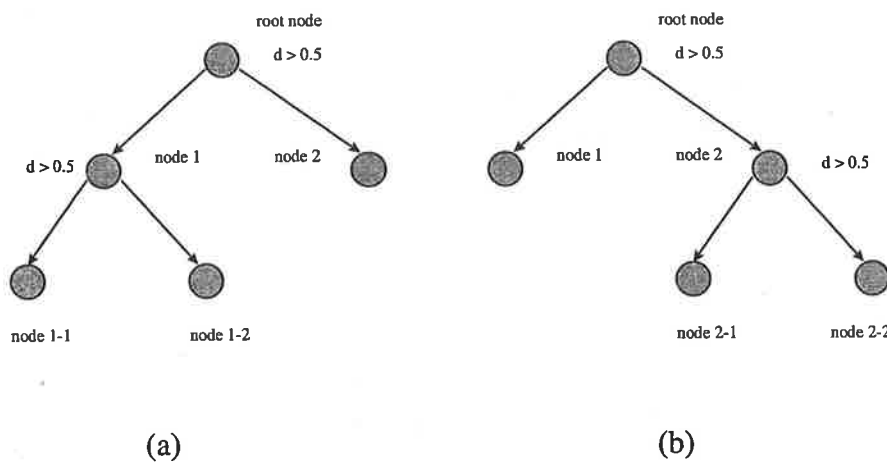 root node
d > 0.5
d > 0.5
node 1
node 2
node 1-1
node 1-2
(a)
root node
d > 0.5
node 1
node 2
d > 0.5
node 2-1
node 2-2
(b)